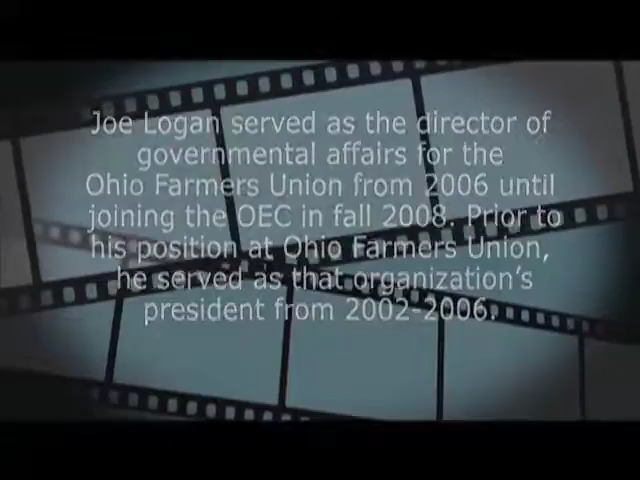 Joe Logan served as the director of
governmental affairs for the
Ohio Farmers Union from 2006 until
joining the OEC in fall 2008. Prior to
his position at Ohio Farmers Union,
he served as that organization's
president from 2002-2006.